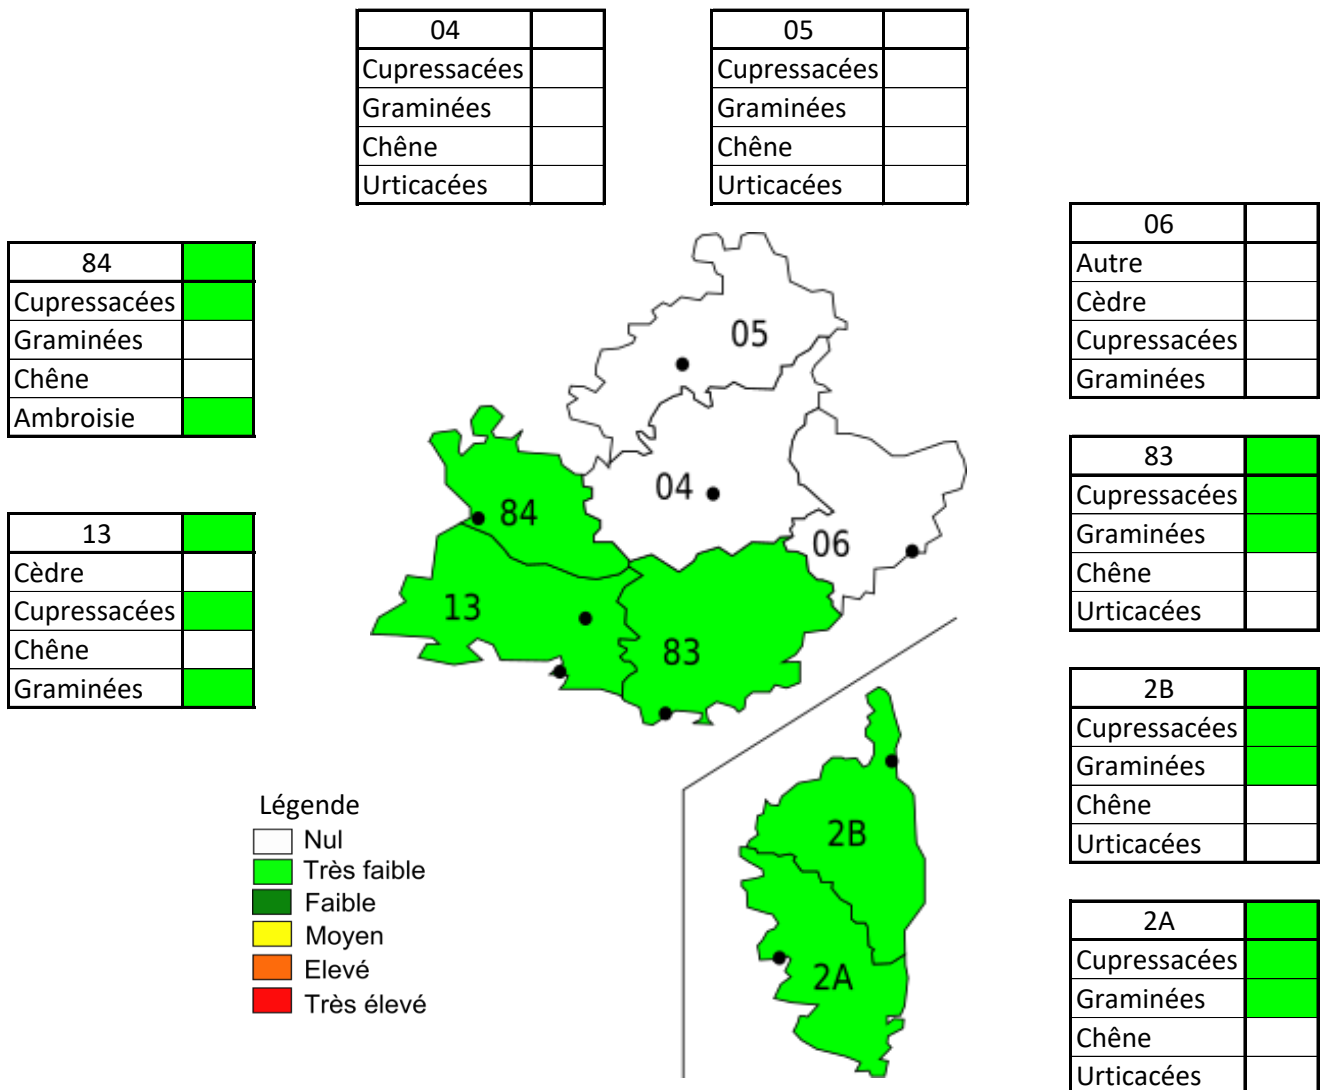 04
Cupressacées
Graminées
Chêne
Urticacées
05
Cupressacées
Graminées
Chêne
Urticacées
84
Cupressacées
Graminées
Chêne
Ambroisie
13
Cèdre
Cupressacées
Chêne
Graminées
05
04
84
06
13
83
2B
2A
06
Autre
Cèdre
Cupressacées
Graminées
83
Cupressacées
Graminées
Chêne
Urticacées
2B
Cupressacées
Graminées
Chêne
Urticacées
2A
Cupressacées
Graminées
Chêne
Urticacées
Légende
Nul
Très faible
Faible
Moyen
Elevé
Très élevé